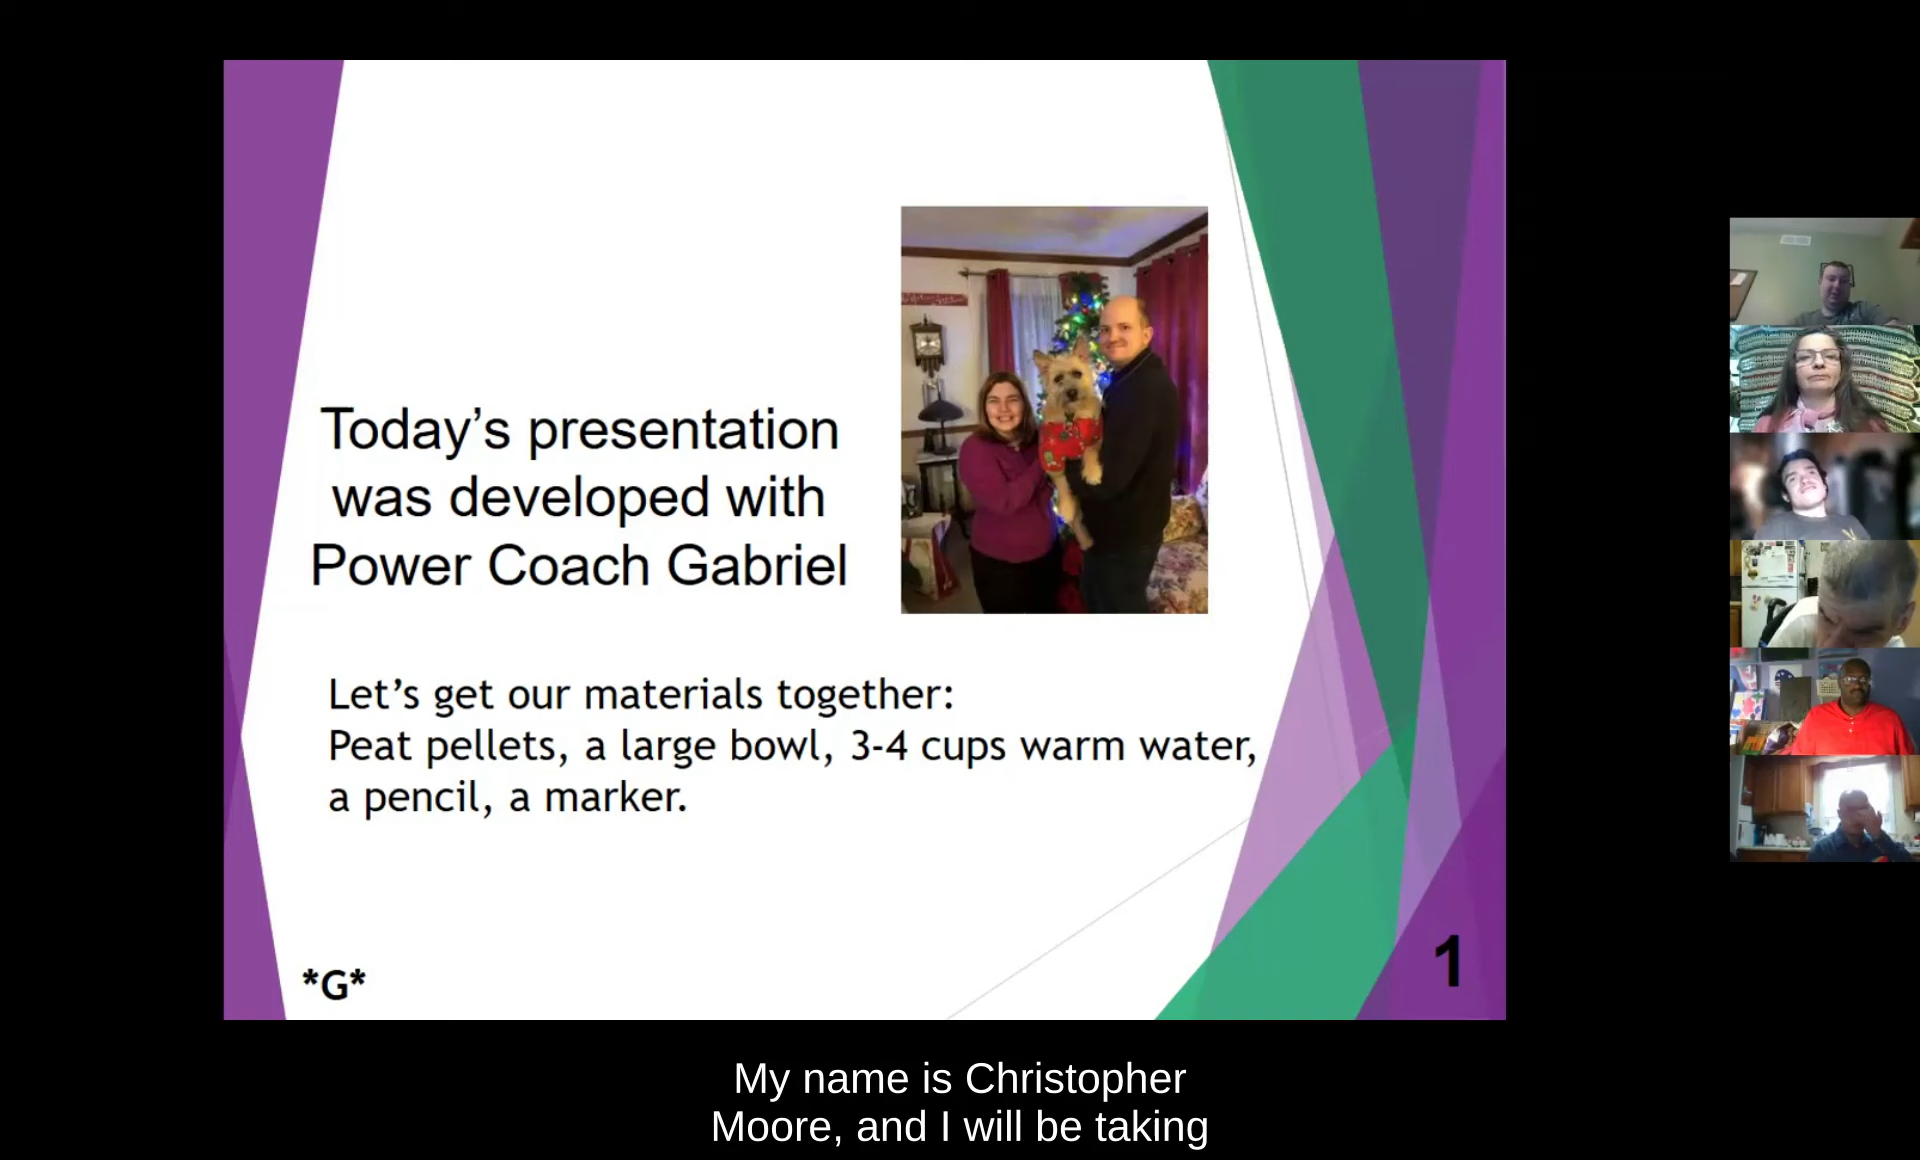 Today’s presentation
was developed with
Power Coach Gabriel
Let’s get our materials together:
Peat pellets, a large bowl, 3-4 cups warm water,
a pencil, a marker.
*G*
1
My name is Christopher
Moore, and I will be taking